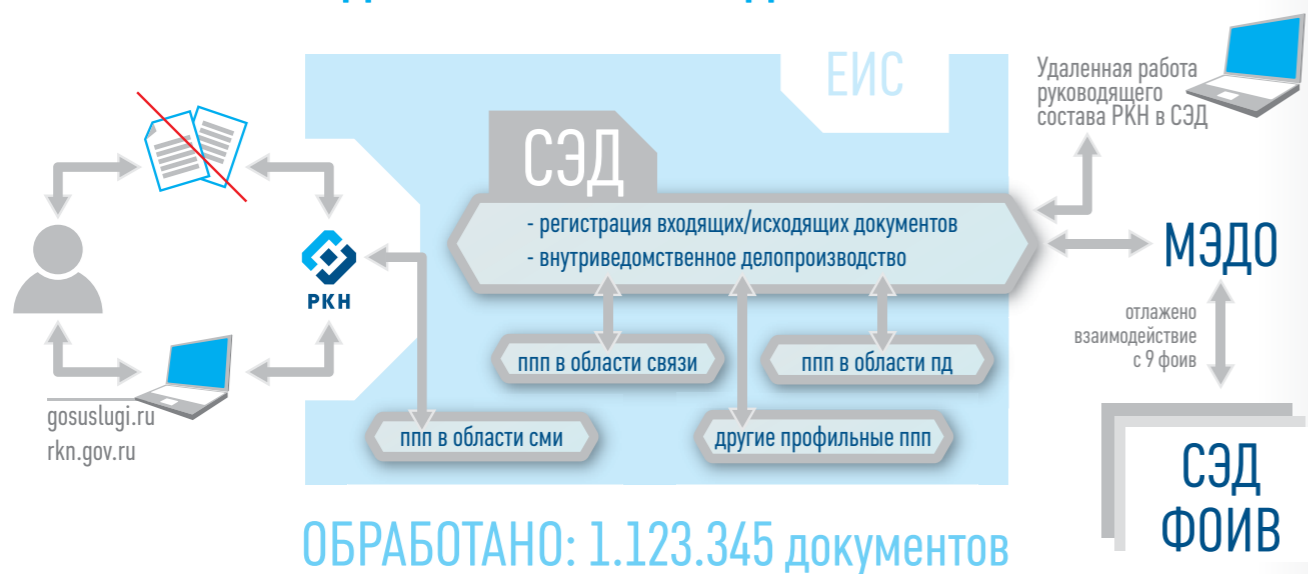 ЕИС
Удаленная работа
руководящего
состава РКН в СЭД
СЭД
- регистрация входящих/исходящих документов
- внутриведомственное делопроизводство
РКН
МЭДО
отлажено
взаимодействие
с 9 фоив
ппп в области связи
ппп в области пд
gosuslugi.ru
rkn.gov.ru
ппп в области сми
другие профильные ппп
СЭД
ФОИВ
ОБРАБОТАНО: 1.123.345 документов